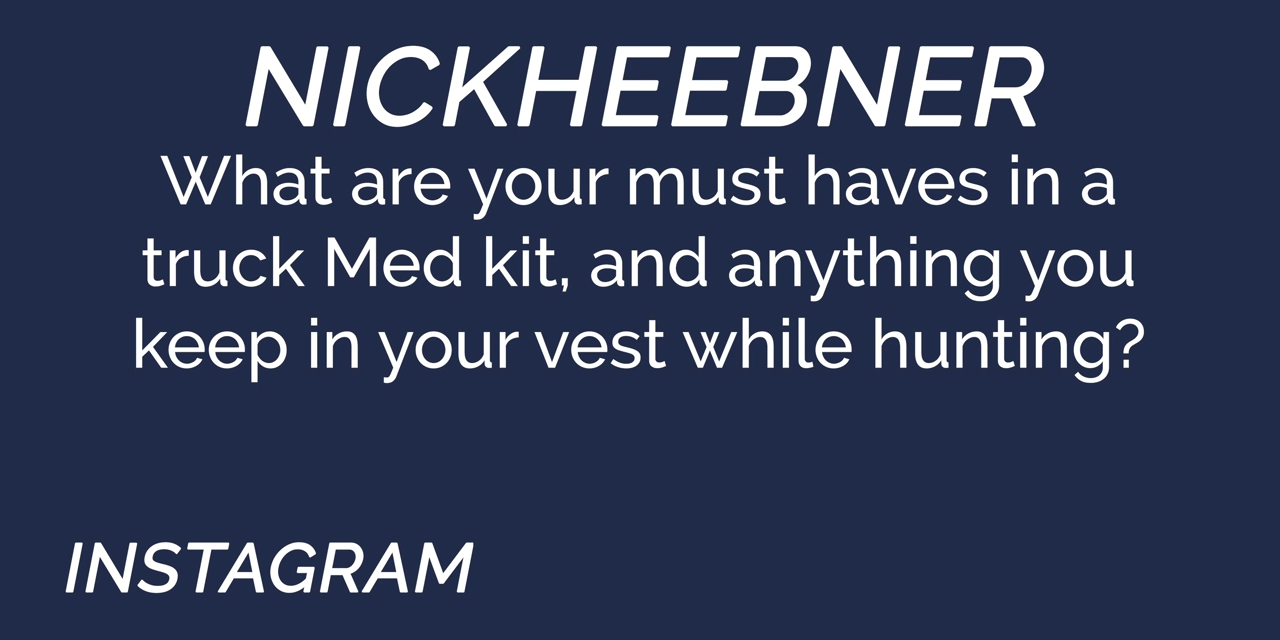 NICKHEEBNER
What are your must haves in a
truck Med kit, and anything you
keep in your vest while hunting?
INSTAGRAM